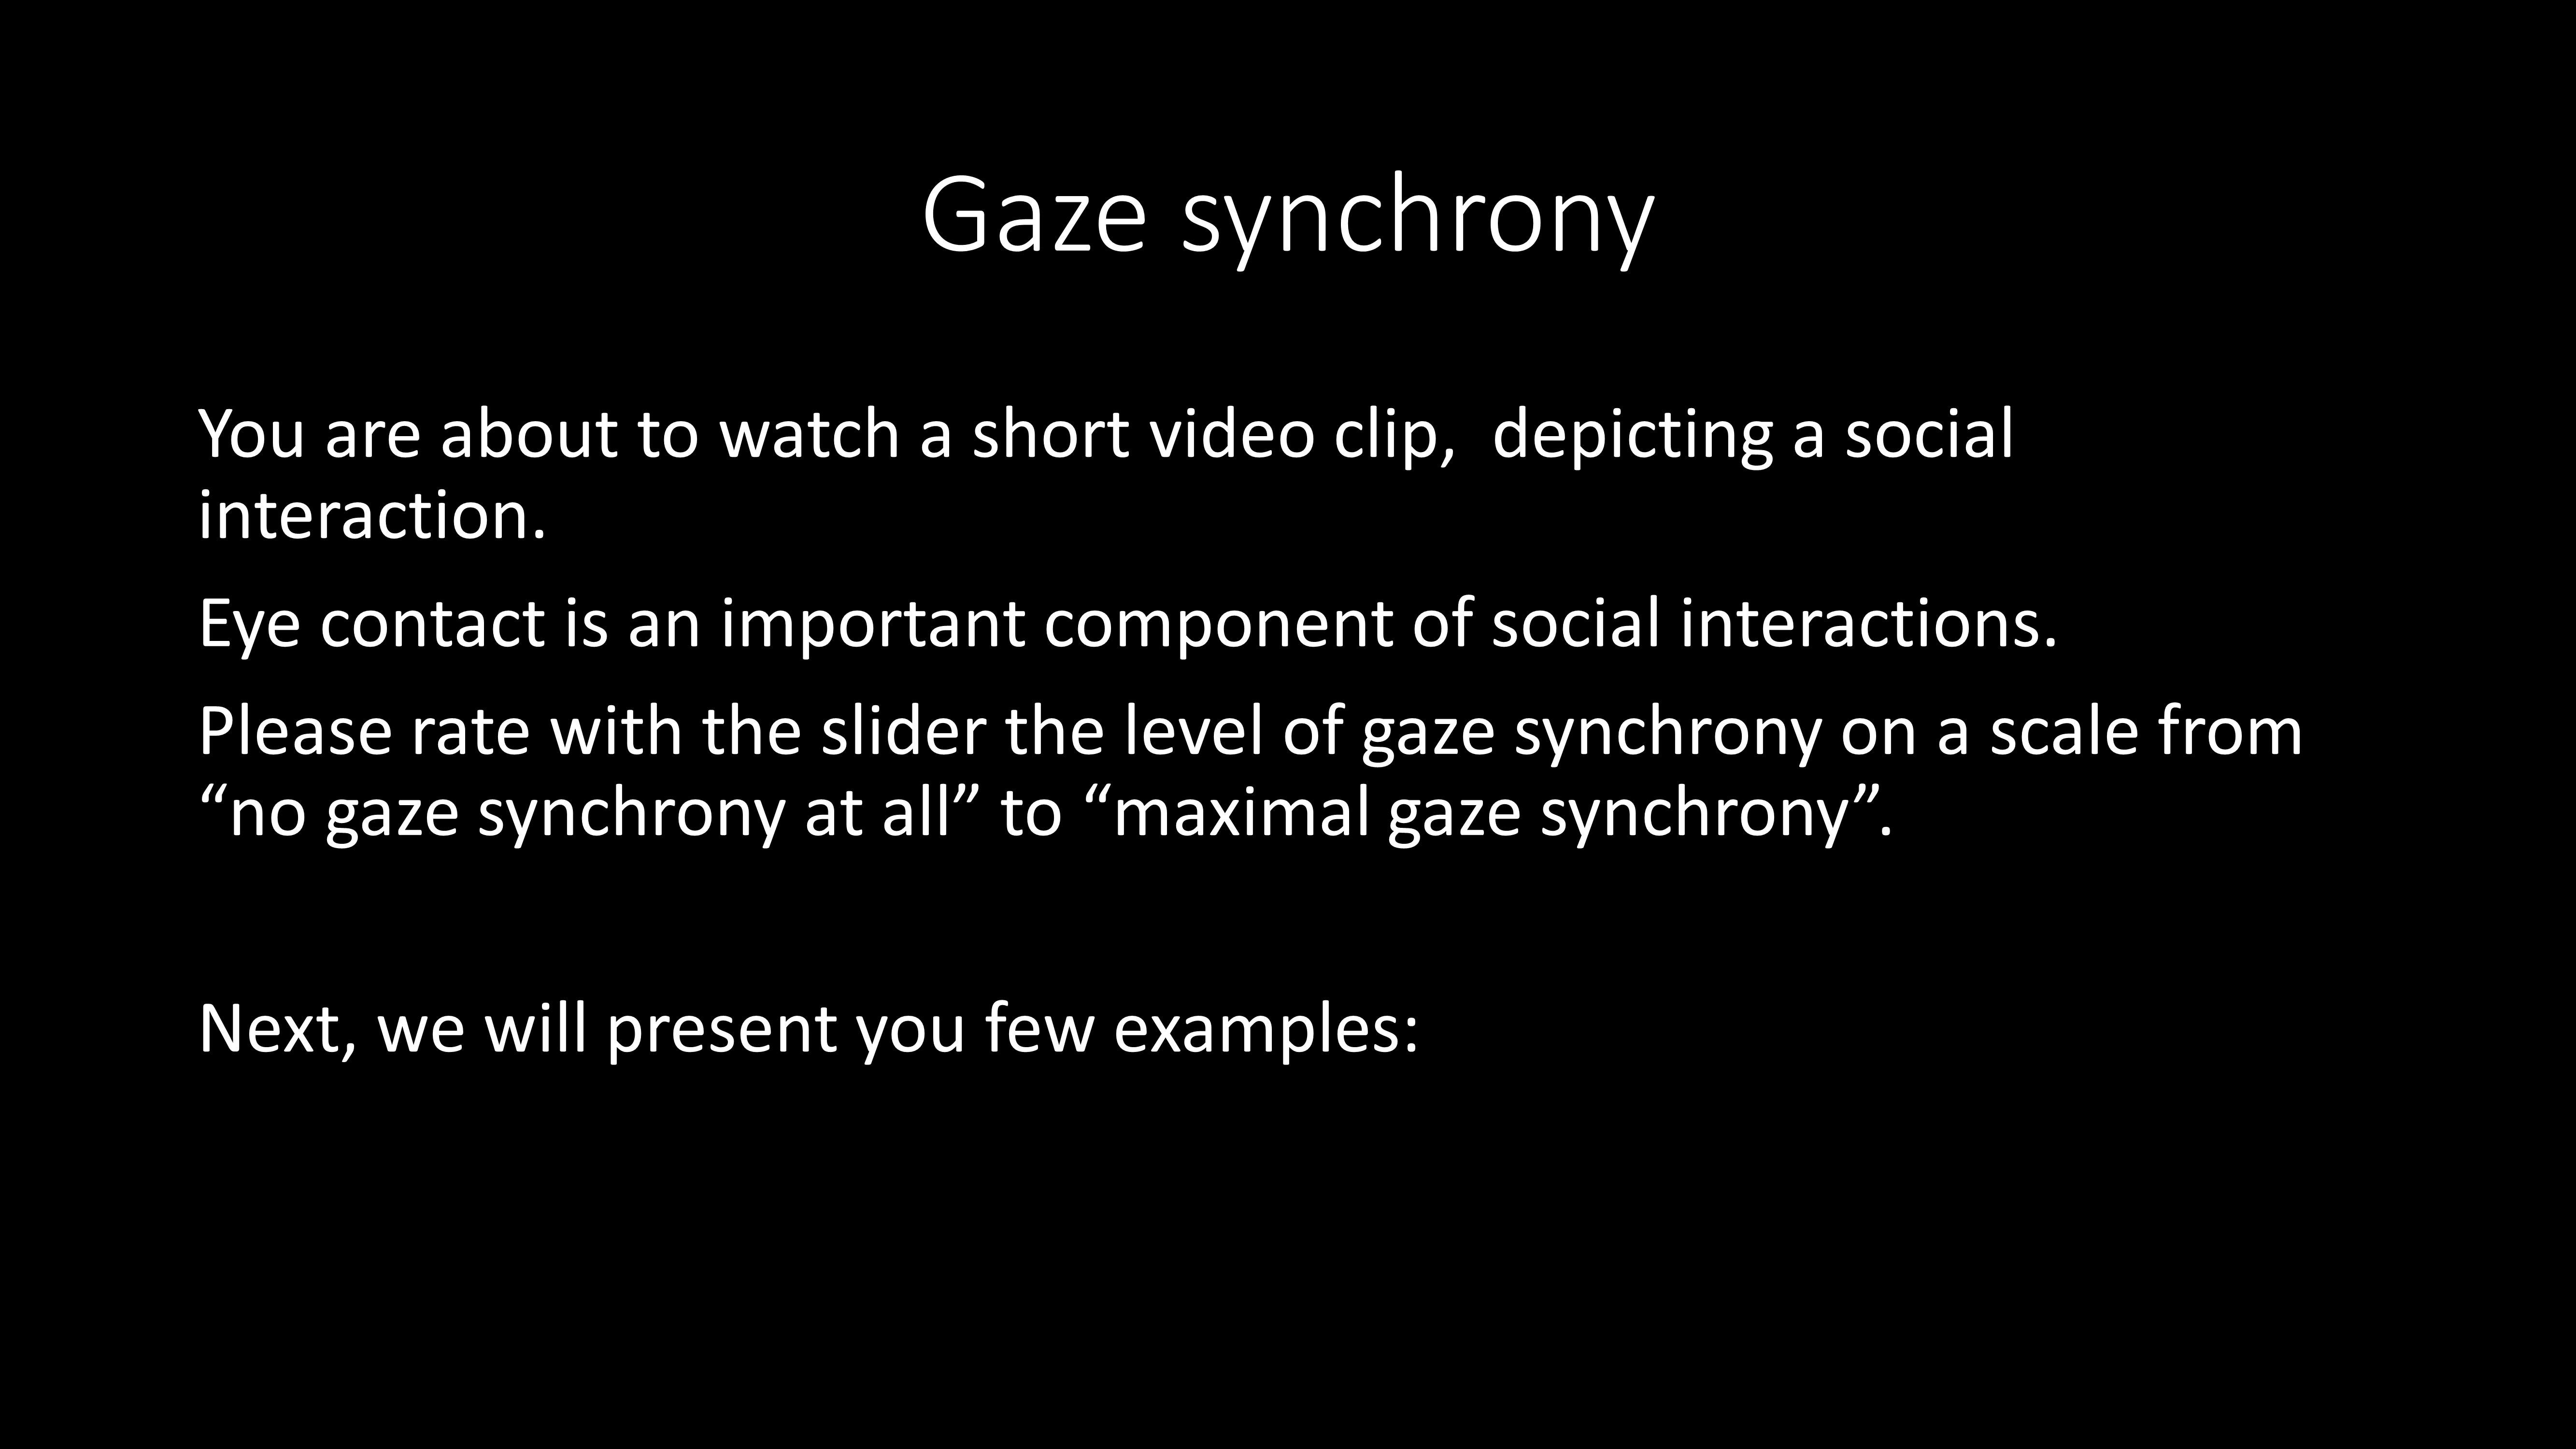 Gaze synchrony
You are about to watch a short video clip,  depicting a social
interaction.
Eye contact is an important component of social interactions.
Please rate with the slider the level of gaze synchrony on a scale from
“no gaze synchrony at all” to “maximal gaze synchrony”.
Next, we will present you few examples: